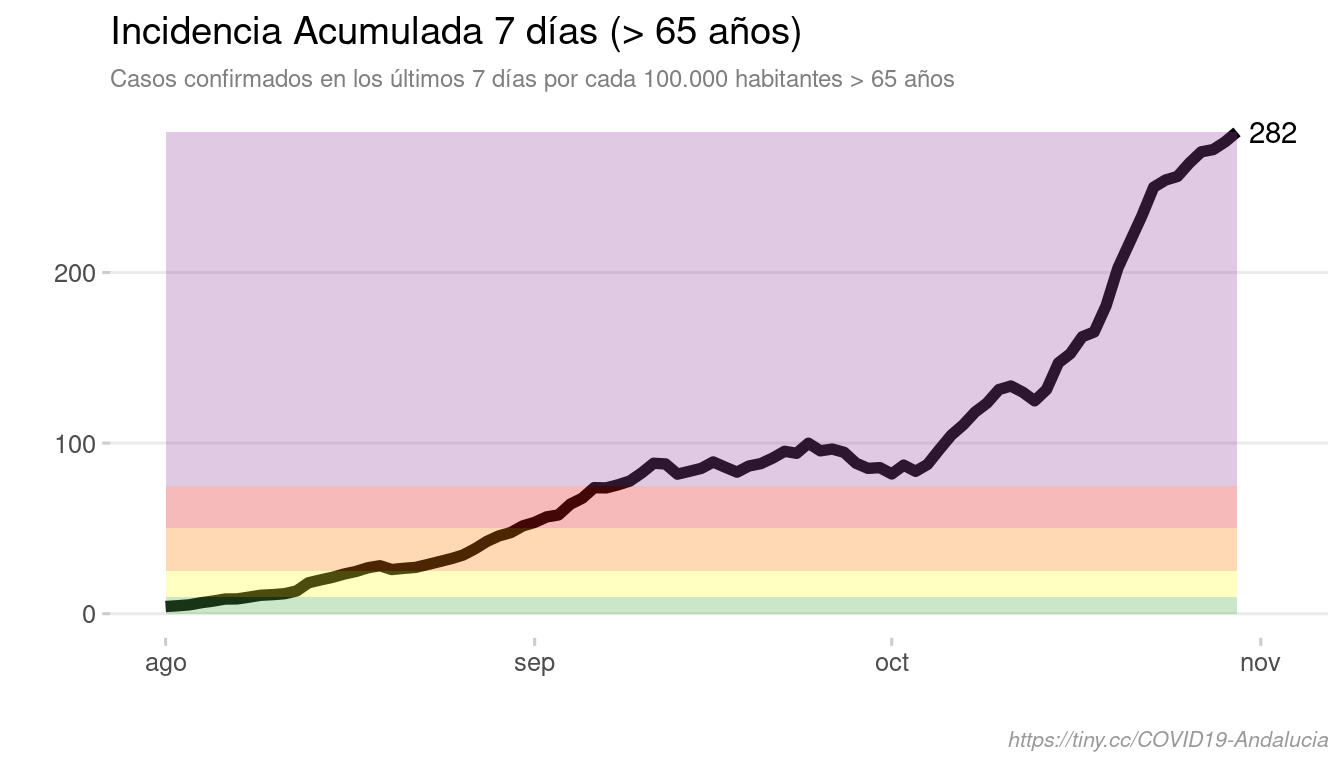 Incidencia Acumulada 7 días (> 65 años)
Casos confirmados en los últimos 7 días por cada 100.000 habitantes > 65 años
282
200
100
0
ago sep oct nov
https://tiny.cc/COVID19-Andalucia